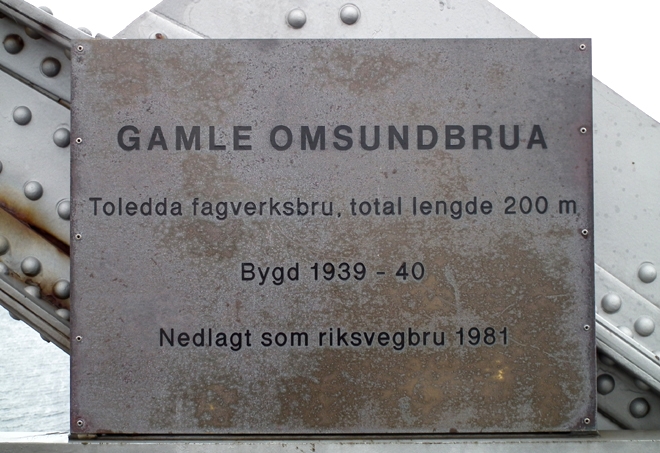 GAMLE OMSUNDBRUA
Toledda fagverksbru, total lengde 200 m
Bygd 1939 - 40
Nedlagt som riksvegbru 1981